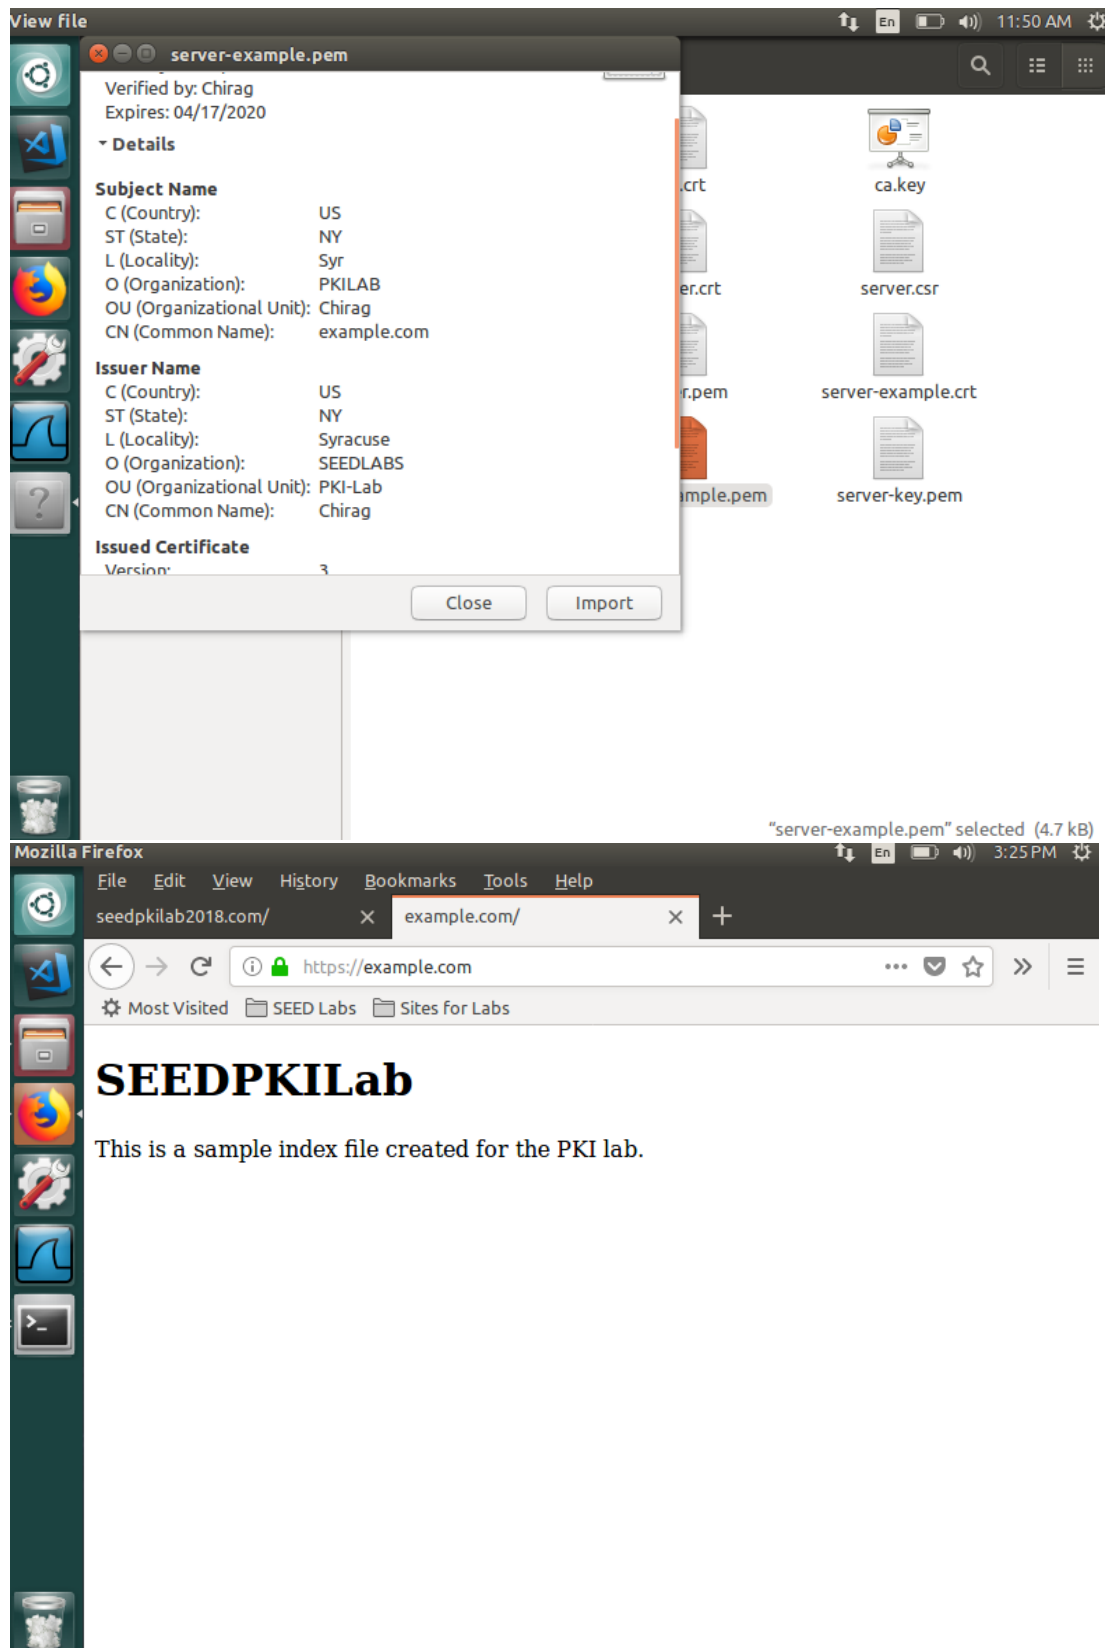 View file
En
11:50 AM
server-example.pem
Verified by: Chirag
Expires: 04/17/2020
Details
Subject Name
C (Country): US
ST (State): NY
L (Locality): Syr
O (Organization): PKILAB
OU (Organizational Unit): Chirag
CN (Common Name): example.com
Issuer Name
C (Country): US
ST (State): NY
L (Locality): Syracuse
O (Organization): SEEDLABS
OU (Organizational Unit): PKI-Lab
CN (Common Name): Chirag
Issued Certificate
Version: 3
Close Import
.crt ca.key
er.crt server.csr
r.pem server-example.crt
ample.pem server-key.pem
"server-example.pem" selected (4.7 kB)
Mozilla Firefox
En
3:25 PM
File Edit View History Bookmarks Tools Help
seedpkilab2018.com/ example.com/
https://example.com
Most Visited SEED Labs Sites for Labs
SEEDPKILab
This is a sample index file created for the PKI lab.